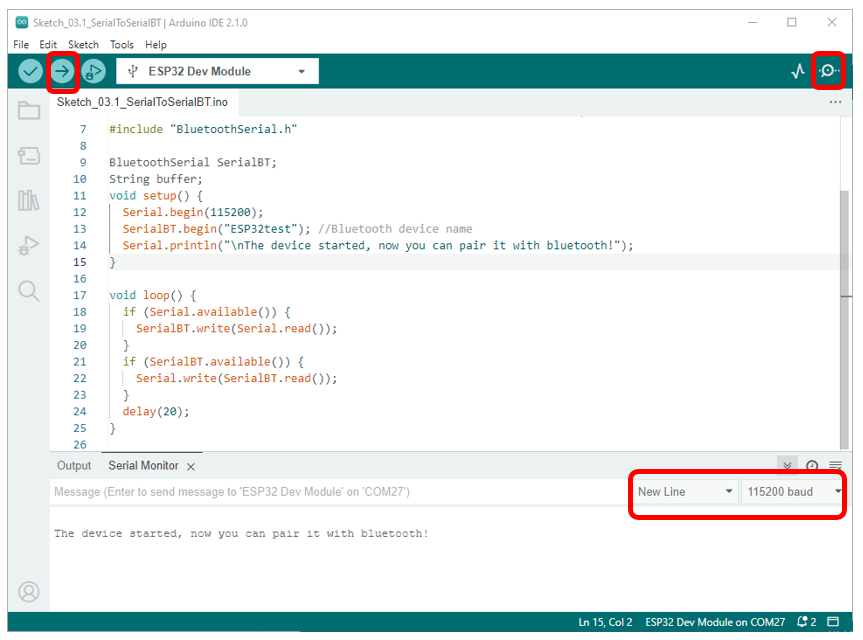 Sketch_03.1_SerialToSerialBT | Arduino IDE 2.1.0
File Edit Sketch Tools Help
ESP32 Dev Module
Sketch_03.1_SerialToSerialBT.ino
7 #include "BluetoothSerial.h"
8
9 BluetoothSerial SerialBT;
10 String buffer;
11 void setup() {
12 Serial.begin(115200);
13 SerialBT.begin("ESP32test"); //Bluetooth device name
14 Serial.println("\nThe device started, now you can pair it with bluetooth!");
15 }
16
17 void loop() {
18 if (Serial.available()) {
19 SerialBT.write(Serial.read());
20 }
21 if (SerialBT.available()) {
22 Serial.write(SerialBT.read());
23 }
24 delay(20);
25 }
26
Output Serial Monitor
Message (Enter to send message to 'ESP32 Dev Module' on 'COM27') New Line 115200 baud
The device started, now you can pair it with bluetooth!
Ln 15, Col 2 ESP32 Dev Module on COM27 2